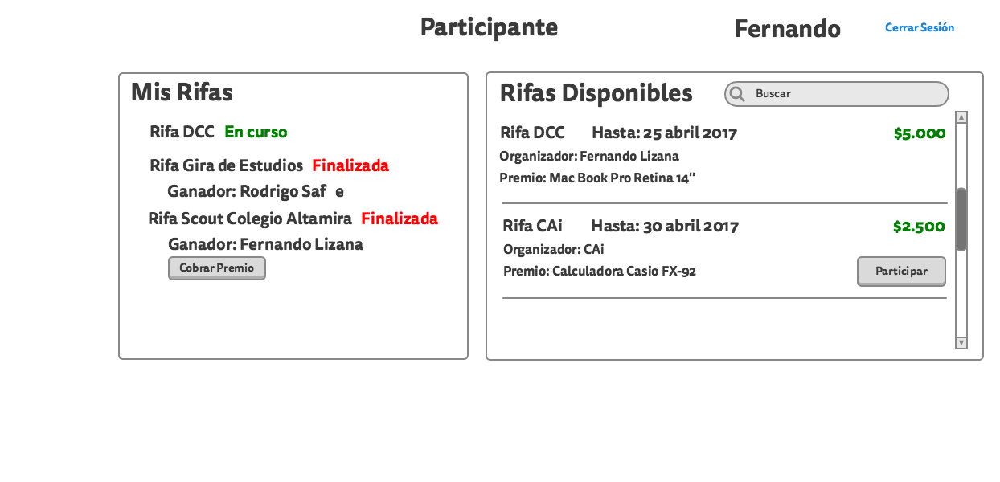 Participante
Fernando
Cerrar Sesión
Mis Rifas
Rifa DCC En curso
Rifa Gira de Estudios Finalizada
Ganador: Rodrigo Saf e
Rifa Scout Colegio Altamira Finalizada
Ganador: Fernando Lizana
Cobrar Premio
Rifas Disponibles
Buscar
Rifa DCC Hasta: 25 abril 2017 $5.000
Organizador: Fernando Lizana
Premio: Mac Book Pro Retina 14"
Rifa CAi Hasta: 30 abril 2017 $2.500
Organizador: CAi
Premio: Calculadora Casio FX-92
Participar